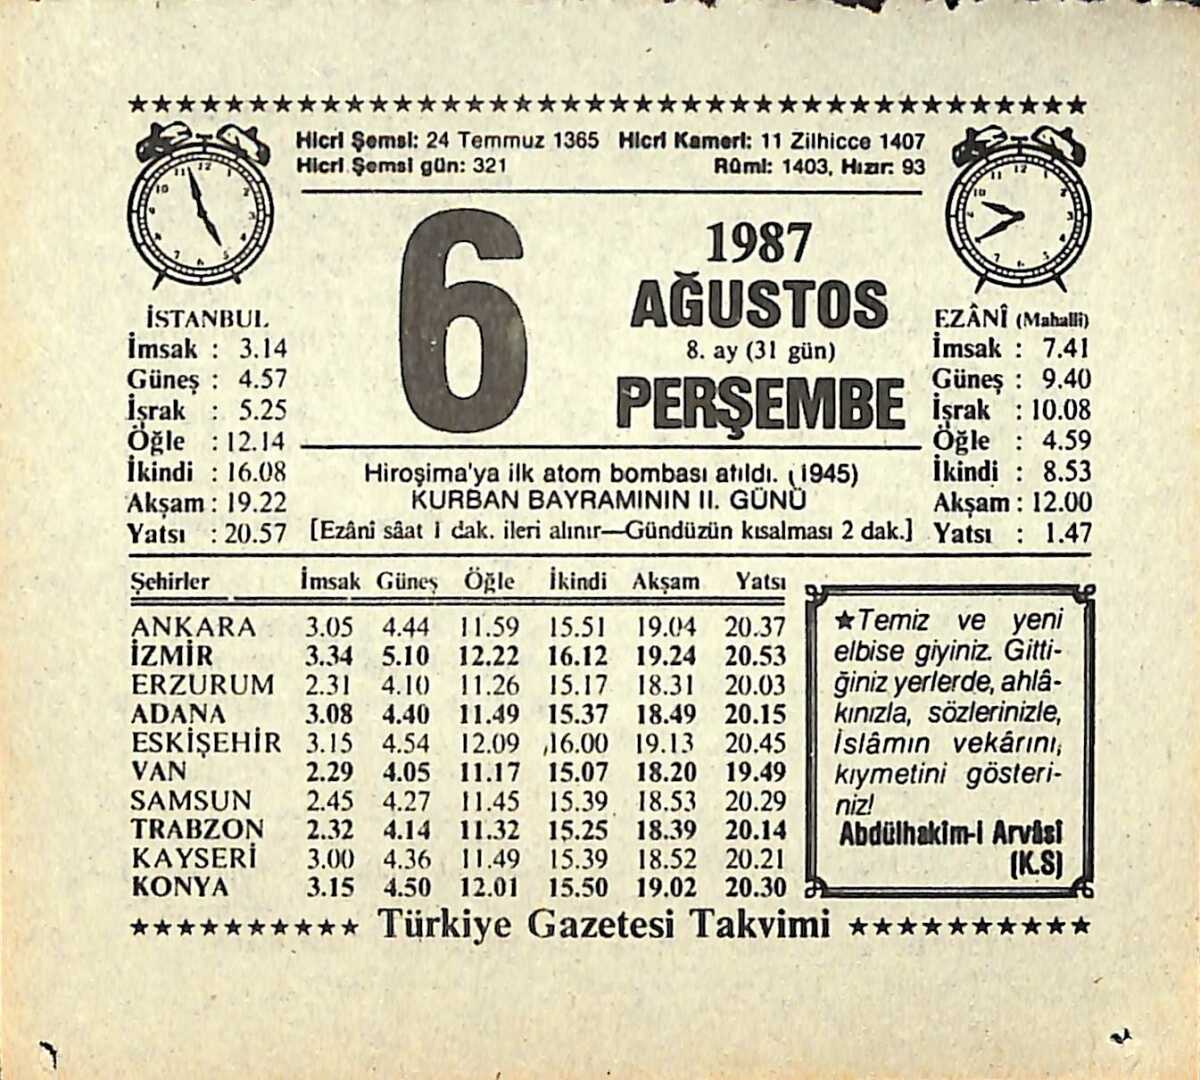 Hicri Şemsi: 24 Temmuz 1365 Hicri Kameri: 11 Zilhicce 1407
Hicri Şemsi gün: 321 Rûmi: 1403, Hızır: 93
6
1987
AĞUSTOS
8. ay (31 gün)
PERŞEMBE
İSTANBUL
İmsak : 3.14
Güneş : 4.57
İşrak : 5.25
Öğle : 12.14
İkindi : 16.08
Akşam : 19.22
Yatsı : 20.57
EZÂNÎ (Mahallî)
İmsak : 7.41
Güneş : 9.40
İşrak : 10.08
Öğle : 4.59
İkindi : 8.53
Akşam : 12.00
Yatsı : 1.47
Hiroşima'ya ilk atom bombası atıldı. (1945)
KURBAN BAYRAMININ II. GÜNÜ
[Ezânî sâat 1 dak. ileri alınır—Gündüzün kısalması 2 dak.]
Şehirler İmsak Güneş Öğle İkindi Akşam Yatsı
ANKARA 3.05 4.44 11.59 15.51 19.04 20.37
İZMİR 3.34 5.10 12.22 16.12 19.24 20.53
ERZURUM 2.31 4.10 11.26 15.17 18.31 20.03
ADANA 3.08 4.40 11.49 15.37 18.49 20.15
ESKİŞEHİR 3.15 4.54 12.09 16.00 19.13 20.45
VAN 2.29 4.05 11.17 15.07 18.20 19.49
SAMSUN 2.45 4.27 11.45 15.39 18.53 20.29
TRABZON 2.32 4.14 11.32 15.25 18.39 20.14
KAYSERİ 3.00 4.36 11.49 15.39 18.52 20.21
KONYA 3.15 4.50 12.01 15.50 19.02 20.30
★Temiz ve yeni
elbise giyiniz. Gitti-
ğiniz yerlerde, ahlâ-
kınızla, sözlerinizle,
İslâmın vekârını,
kıymetini gösteri-
niz!
Abdülhakîm-i Arvâsî
(K.S)
★★★★★★★★★★ Türkiye Gazetesi Takvimi ★★★★★★★★★★